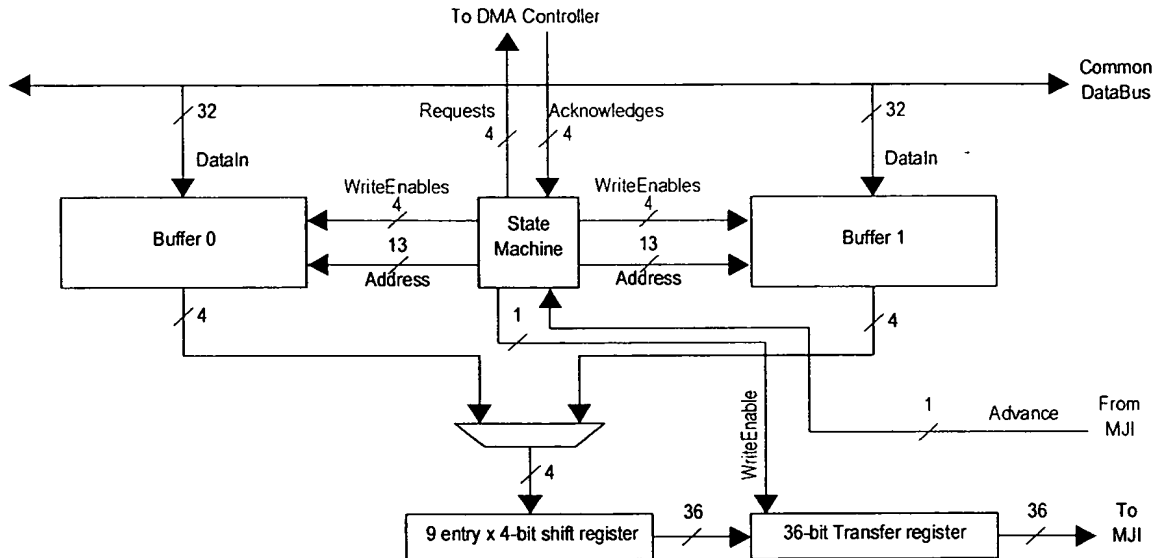 To DMA Controller
Common
DataBus
32
Requests
4
Acknowledges
4
32
DataIn
DataIn
WriteEnables
4
WriteEnables
4
Buffer 0
State
Machine
Buffer 1
13
Address
13
Address
4
1
4
1
Advance
From
MJI
WriteEnable
4
9 entry x 4-bit shift register
36
36-bit Transfer register
36
To
MJI